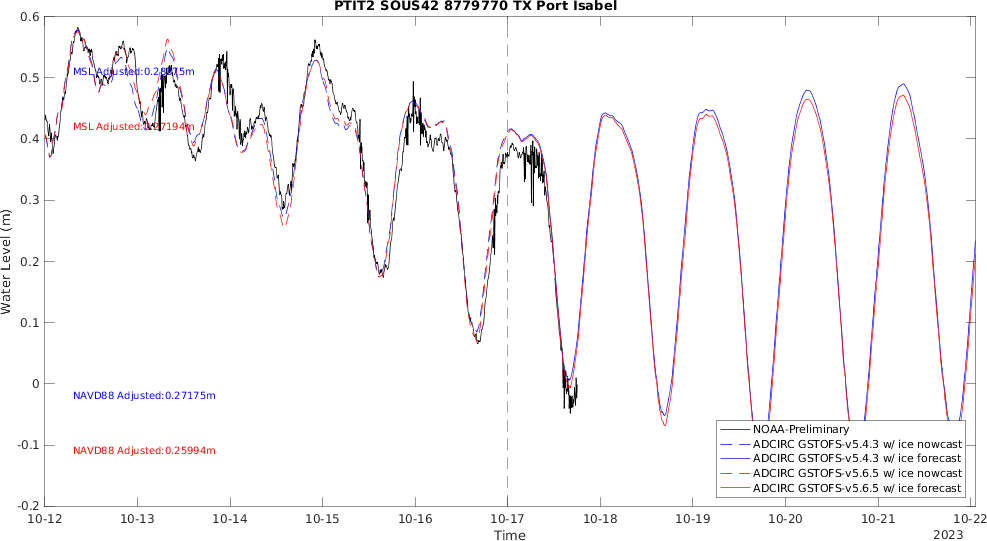 PTIT2 SOUS42 8779770 TX Port Isabel
0.6
0.5
0.4
0.3
0.2
0.1
0
-0.1
-0.2
Water Level (m)
MSL Adjusted:
MSL Adjusted:
NAVD88 Adjusted:0.27175m
NAVD88 Adjusted:0.25994m
NOAA-Preliminary
ADCIRC GSTOFS-v5.4.3 w/ ice nowcast
ADCIRC GSTOFS-v5.4.3 w/ ice forecast
ADCIRC GSTOFS-v5.6.5 w/ ice nowcast
ADCIRC GSTOFS-v5.6.5 w/ ice forecast
10-12 10-13 10-14 10-15 10-16 10-17 10-18 10-19 10-20 10-21 10-22
Time
2023